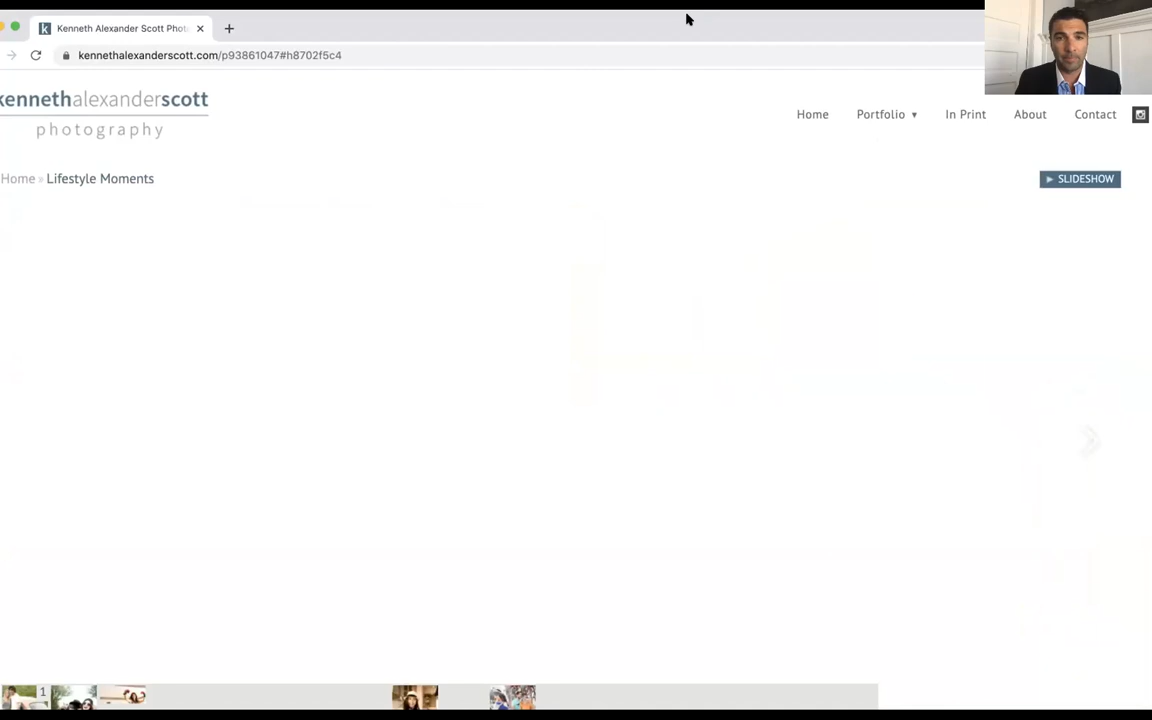 Kenneth Alexander Scott Phot
kennethalexanderscott.com/p93861047#h8702f5c4
kennethalexanderscott
photography
Home Portfolio ▾ In Print About Contact
Home » Lifestyle Moments
► SLIDESHOW
1